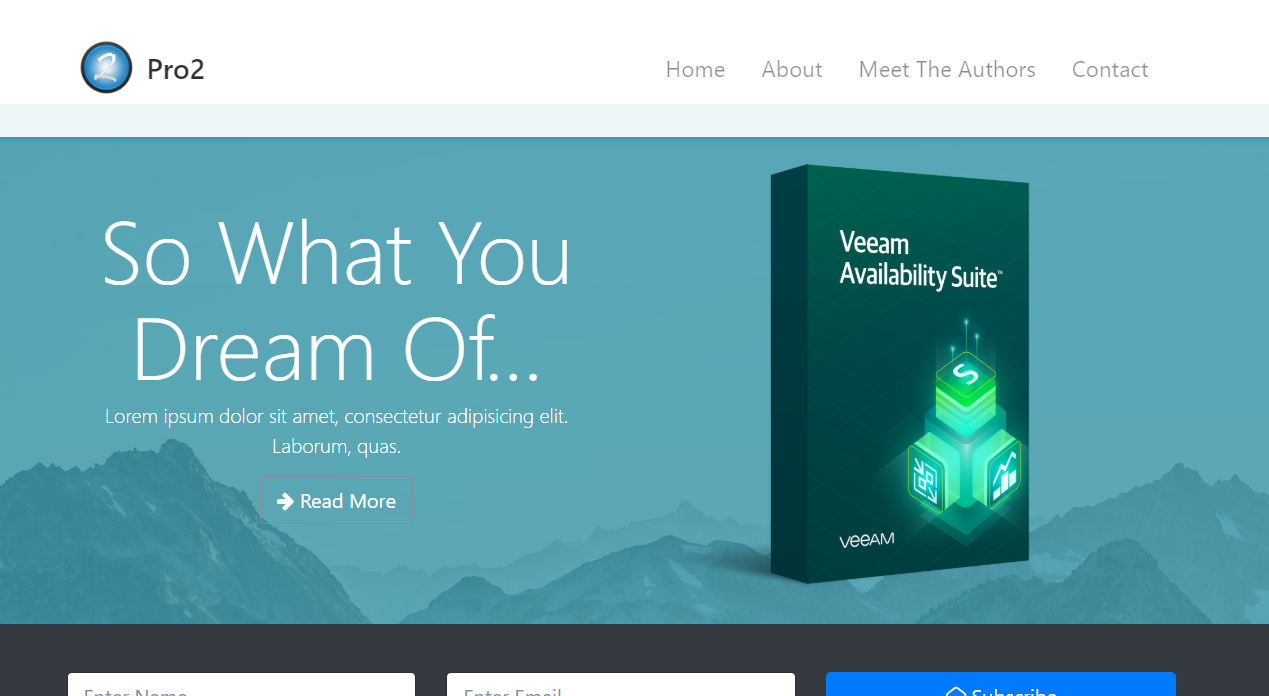 2 Pro2
Home About Meet The Authors Contact
So What You
Dream Of...
Lorem ipsum dolor sit amet, consectetur adipisicing elit.
Laborum, quas.
Read More
Veeam
Availability Suite™
S
veeAM
Enter Name
Enter Email
Subscribe